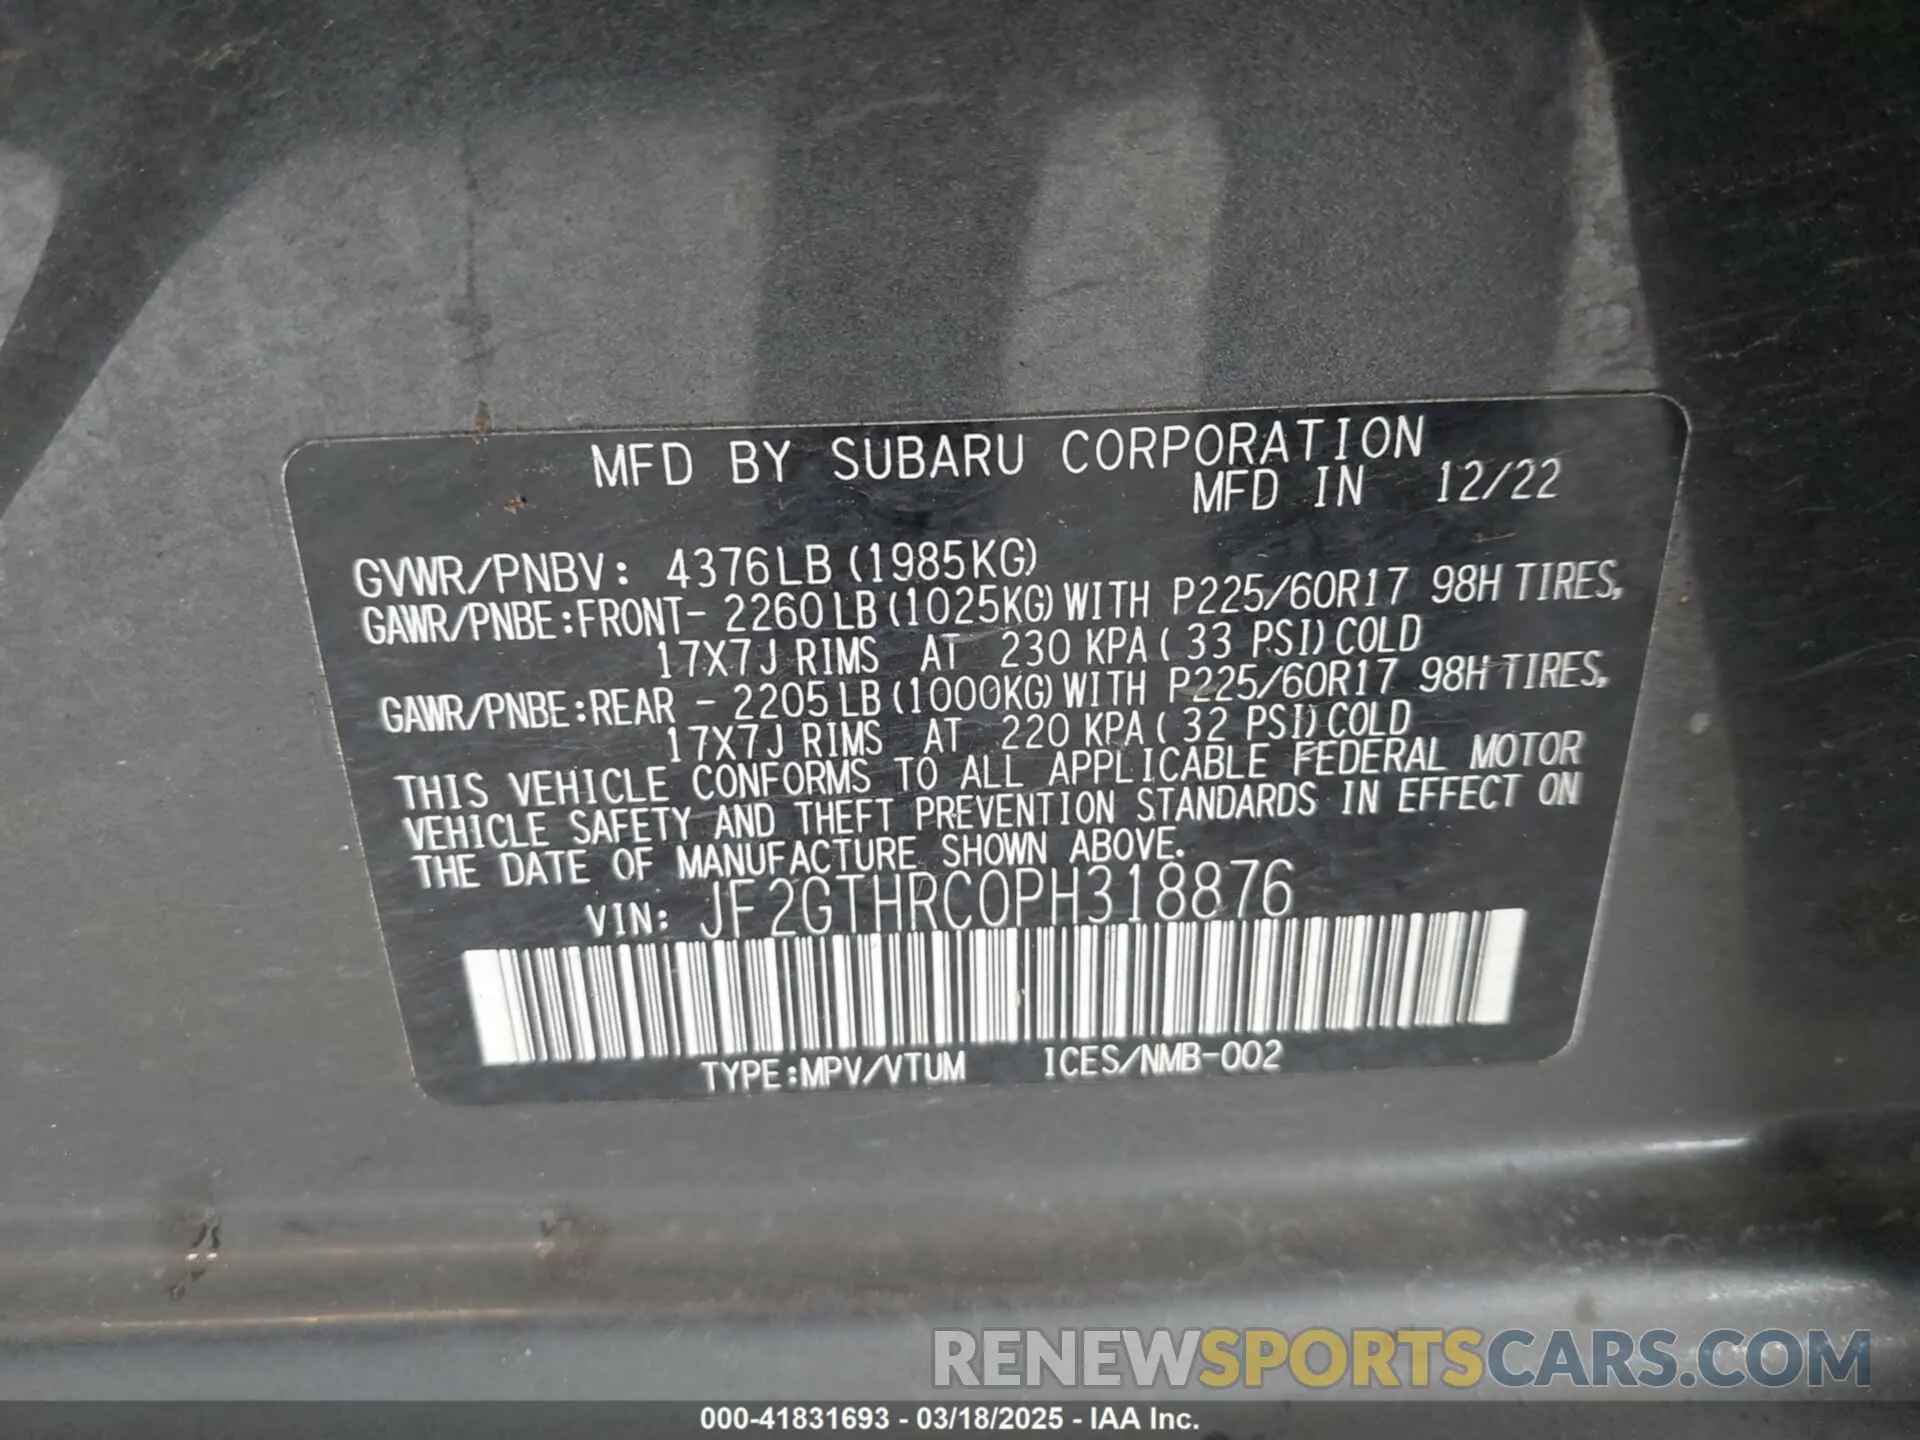 MFD BY SUBARU CORPORATION
MFD IN 12/22
GVWR/PNBV: 4376LB (1985KG)
GAWR/PNBE:FRONT- 2260LB (1025KG) WITH P225/60R17 98H TIRES,
17X7J RIMS AT 230 KPA ( 33 PSI) COLD
GAWR/PNBE:REAR - 2205LB (1000KG) WITH P225/60R17 98H TIRES,
17X7J RIMS AT 220 KPA ( 32 PSI) COLD
THIS VEHICLE CONFORMS TO ALL APPLICABLE FEDERAL MOTOR
VEHICLE SAFETY AND THEFT PREVENTION STANDARDS IN EFFECT ON
THE DATE OF MANUFACTURE SHOWN ABOVE.
VIN: JF2GTHRC0PH318876
TYPE:MPV/VTUM ICES/NMB-002
RENEWSPORTSCARS.COM
000-41831693 - 03/18/2025 - IAA Inc.